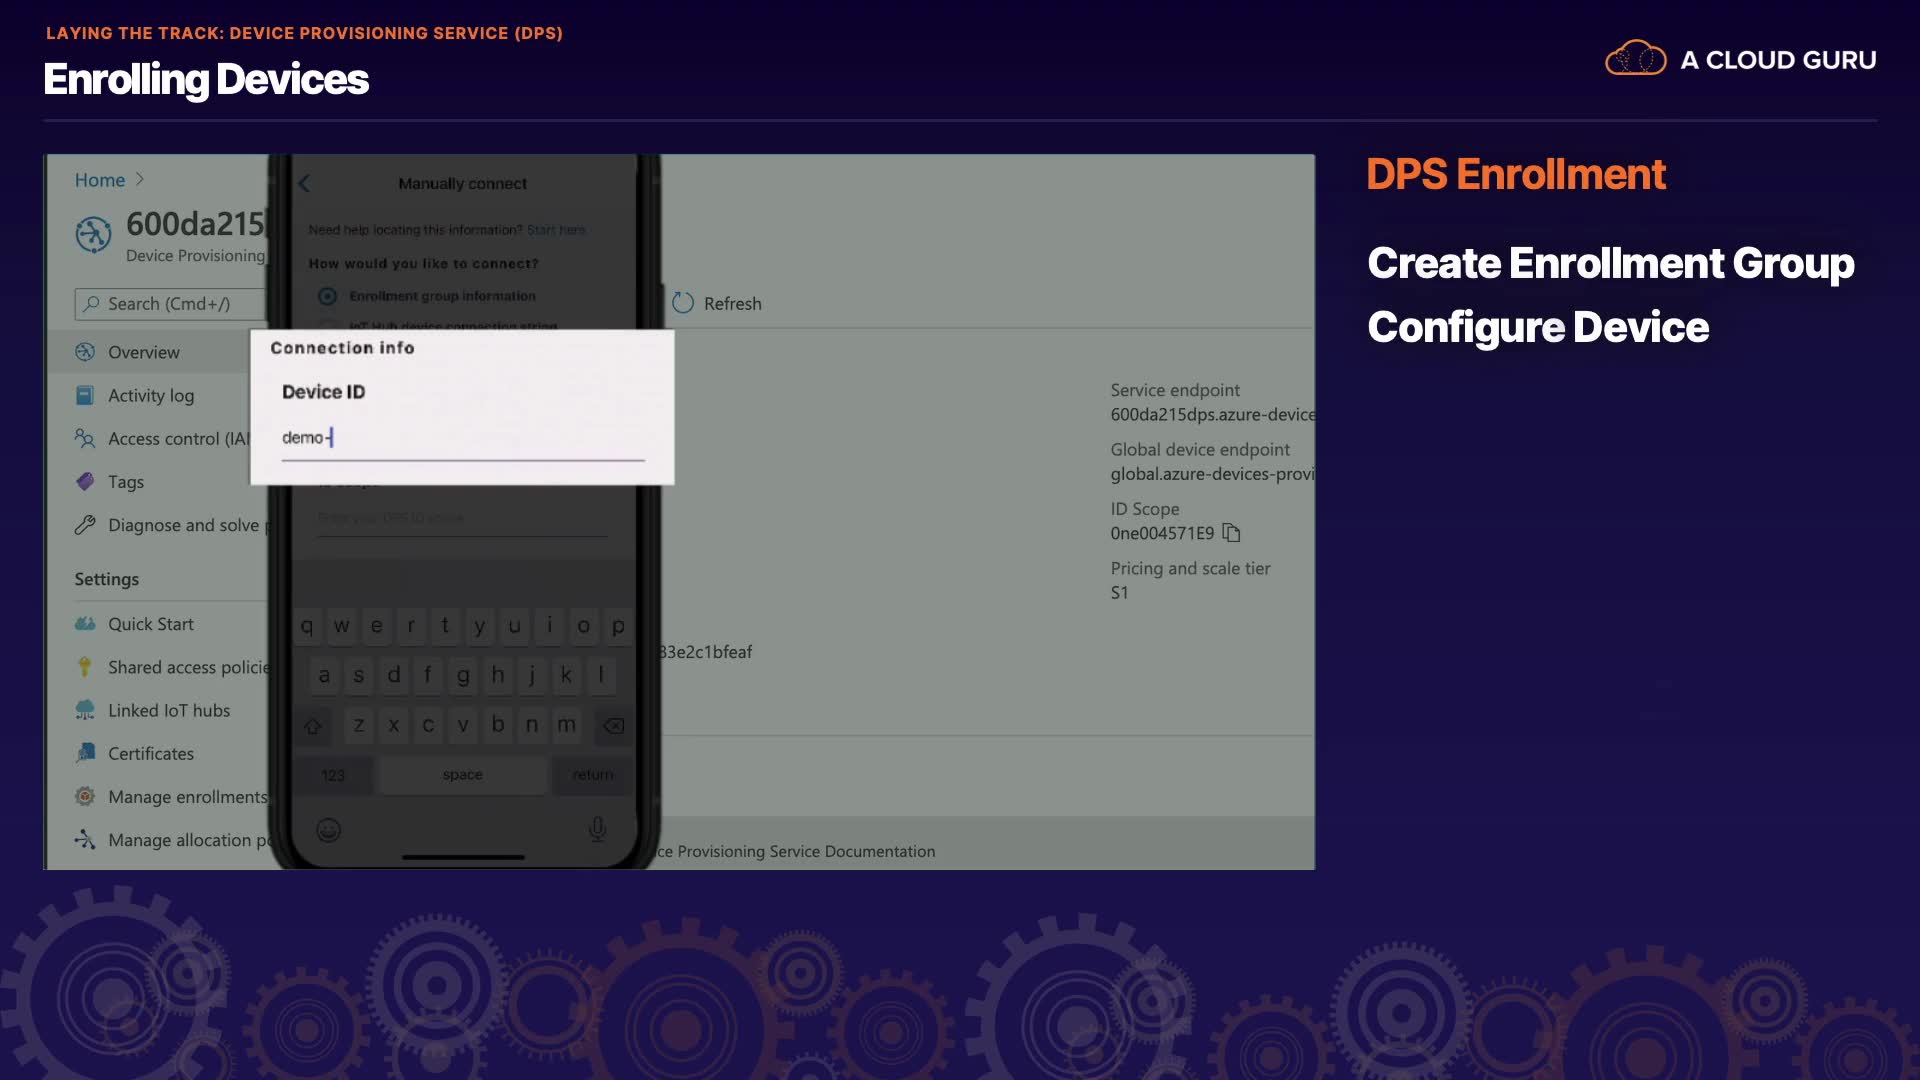 LAYING THE TRACK: DEVICE PROVISIONING SERVICE (DPS)
Enrolling Devices
A CLOUD GURU
DPS Enrollment
Create Enrollment Group
Configure Device
Home
600da215
Device Provisioning
Search (Cmd+/)
Overview
Activity log
Access control (IA
Tags
Diagnose and solve
Settings
Quick Start
Shared access policie
Linked IoT hubs
Certificates
Manage enrollments
Manage allocation po
Manually connect
Need help locating this information? Start here
How would you like to connect?
Enrollment group information
IoT Hub device connection string
Connection info
Device ID
demo-
Enter your DPS ID scope
q w e r t y u i o p
a s d f g h j k l
z x c v b n m
123 space return
Refresh
Service endpoint
600da215dps.azure-device
Global device endpoint
global.azure-devices-provi
ID Scope
0ne004571E9
Pricing and scale tier
S1
83e2c1bfeaf
ce Provisioning Service Documentation